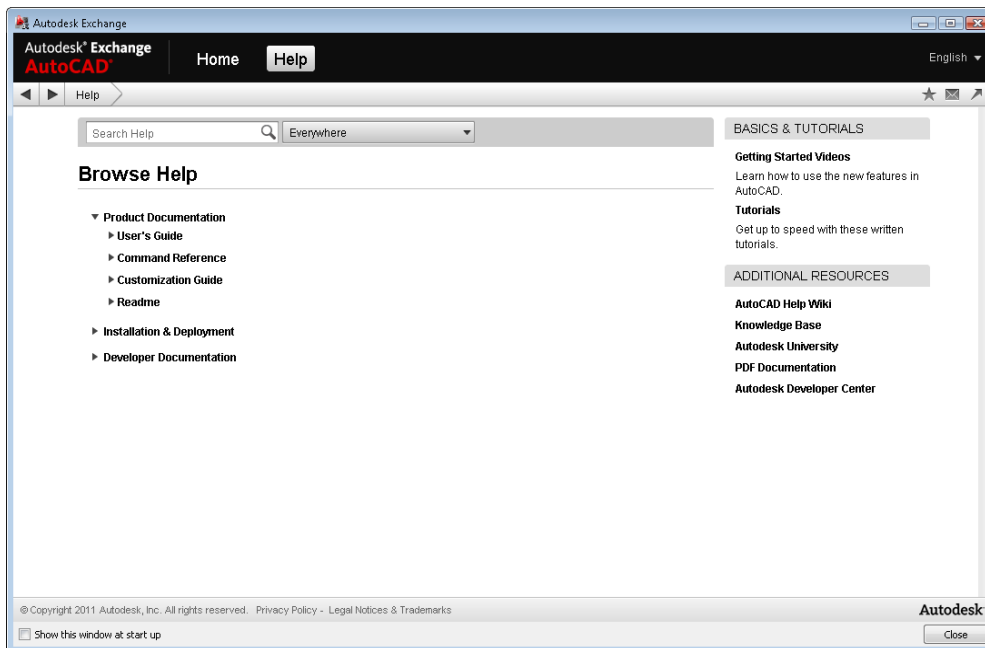 Autodesk Exchange
Autodesk® Exchange
AutoCAD®
Home
Help
English
Help
Search Help
Everywhere
Browse Help
Product Documentation
User's Guide
Command Reference
Customization Guide
Readme
Installation & Deployment
Developer Documentation
BASICS & TUTORIALS
Getting Started Videos
Learn how to use the new features in
AutoCAD.
Tutorials
Get up to speed with these written
tutorials.
ADDITIONAL RESOURCES
AutoCAD Help Wiki
Knowledge Base
Autodesk University
PDF Documentation
Autodesk Developer Center
© Copyright 2011 Autodesk, Inc. All rights reserved. Privacy Policy - Legal Notices & Trademarks
Autodesk
Show this window at start up
Close